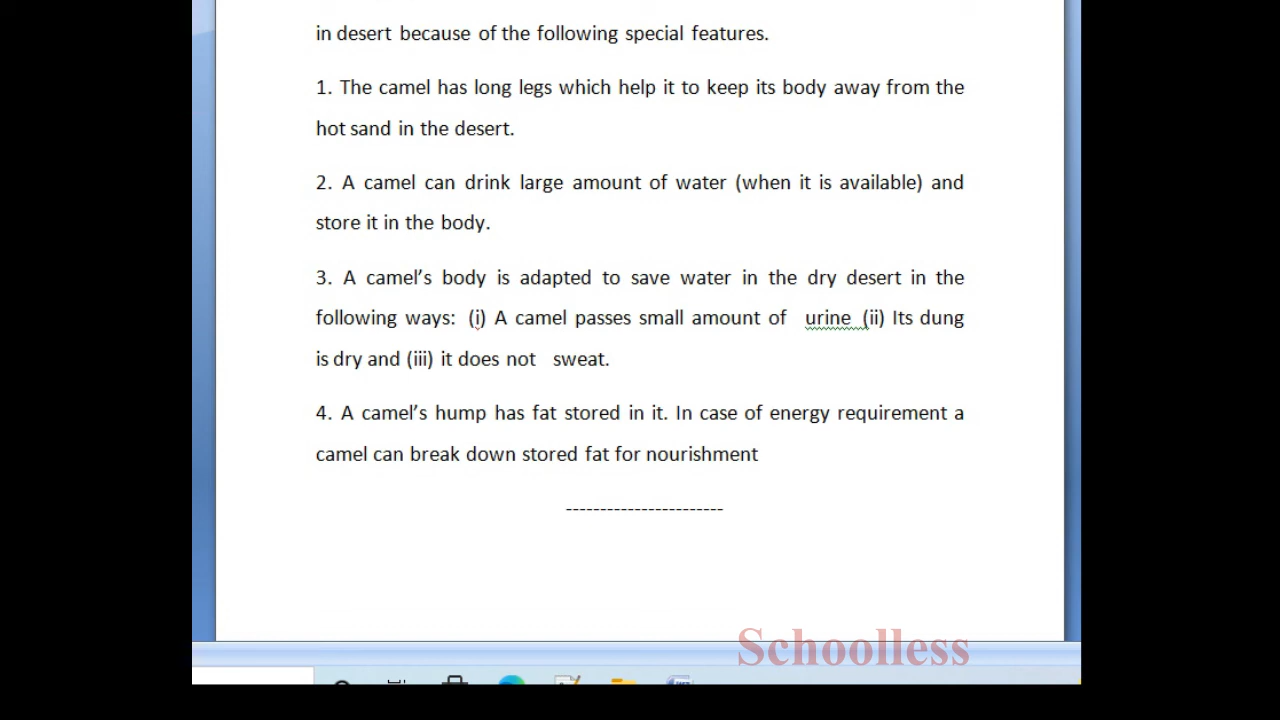 in desert because of the following special features.
1. The camel has long legs which help it to keep its body away from the
hot sand in the desert.
2. A camel can drink large amount of water (when it is available) and
store it in the body.
3. A camel’s body is adapted to save water in the dry desert in the
following ways: (i) A camel passes small amount of urine (ii) Its dung
is dry and (iii) it does not sweat.
4. A camel’s hump has fat stored in it. In case of energy requirement a
camel can break down stored fat for nourishment
-----------------------
Schoolless